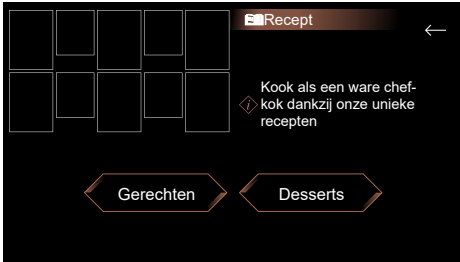 Recept
Kook als een ware chef-
kok dankzij onze unieke
recepten
Gerechten
Desserts